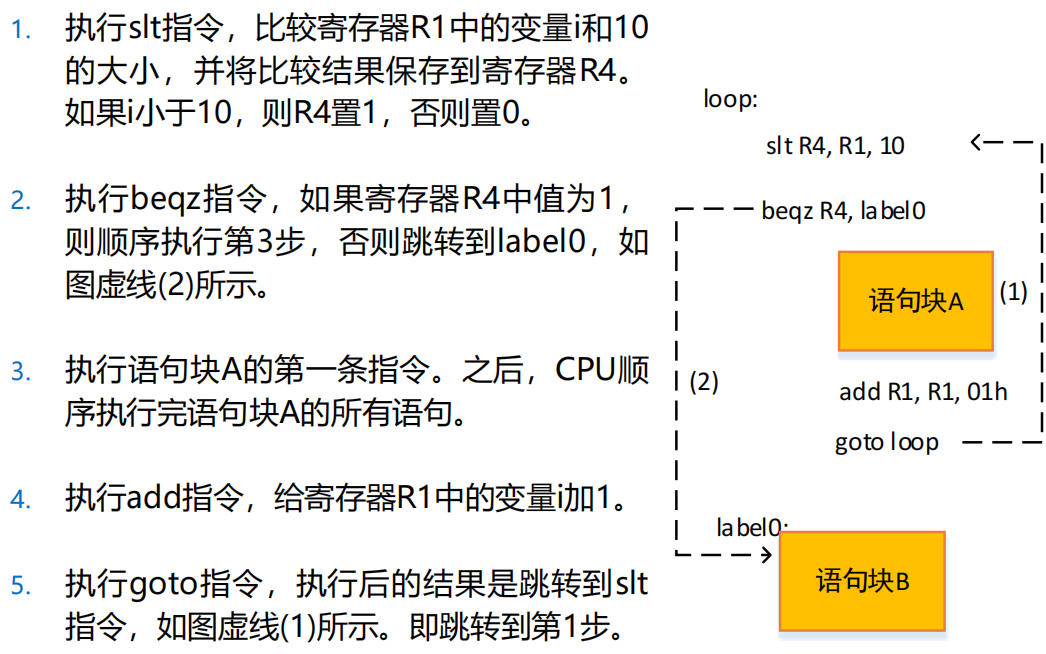 1. 执行slt指令，比较寄存器R1中的变量i和10
的大小，并将比较结果保存到寄存器R4。
如果i小于10，则R4置1，否则置0。
2. 执行beqz指令，如果寄存器R4中值为1，
则顺序执行第3步，否则跳转到label0，如
图虚线(2)所示。
3. 执行语句块A的第一条指令。之后，CPU顺
序执行完语句块A的所有语句。
4. 执行add指令，给寄存器R1中的变量i加1。
5. 执行goto指令，执行后的结果是跳转到slt
指令，如图虚线(1)所示。即跳转到第1步。
loop:
slt R4, R1, 10
beqz R4, label0
语句块A
(1)
(2)
add R1, R1, 01h
goto loop
label0:
语句块B